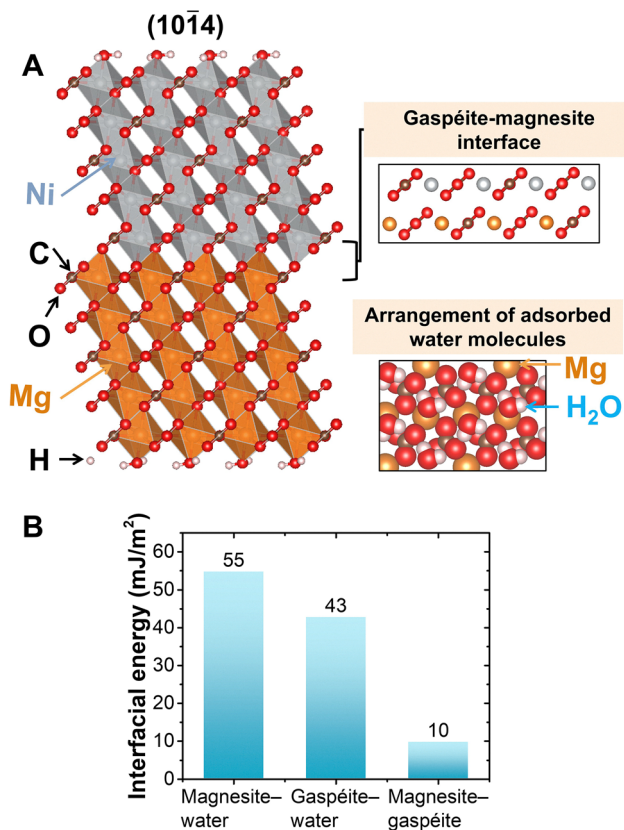 (101̄4)
A
Ni
C
O
Mg
H
Gaspéite-magnesite
interface
Arrangement of adsorbed
water molecules
Mg
H₂O
B
Interfacial energy (mJ/m²)
60
50
40
30
20
10
0
55
43
10
Magnesite–
water
Gaspéite–
water
Magnesite–
gaspéite